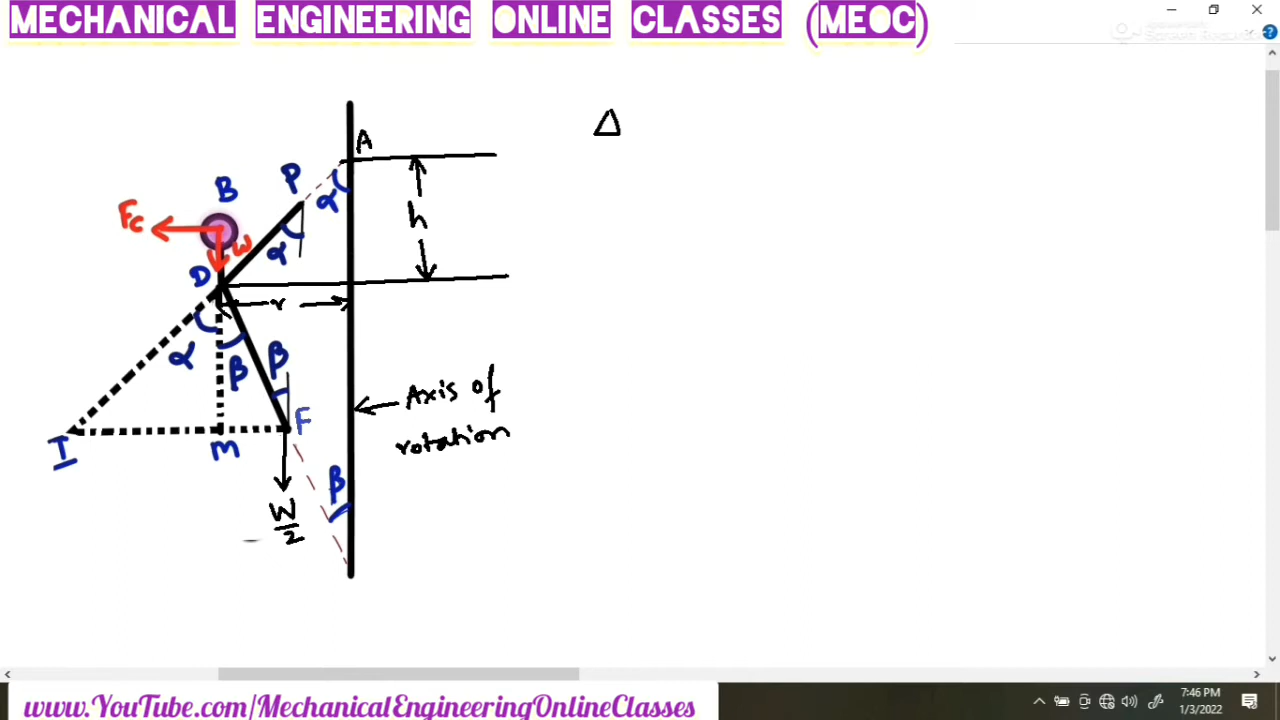 MECHANICAL ENGINEERING ONLINE CLASSES (MEOC)
Δ
A
P
B
α
Fc
h
W
α
D
r
α
β
β
Axis of
rotation
F
I
M
β
W/2
www.YouTube.com/MechanicalEngineeringOnlineClasses
7:46 PM
1/3/2022